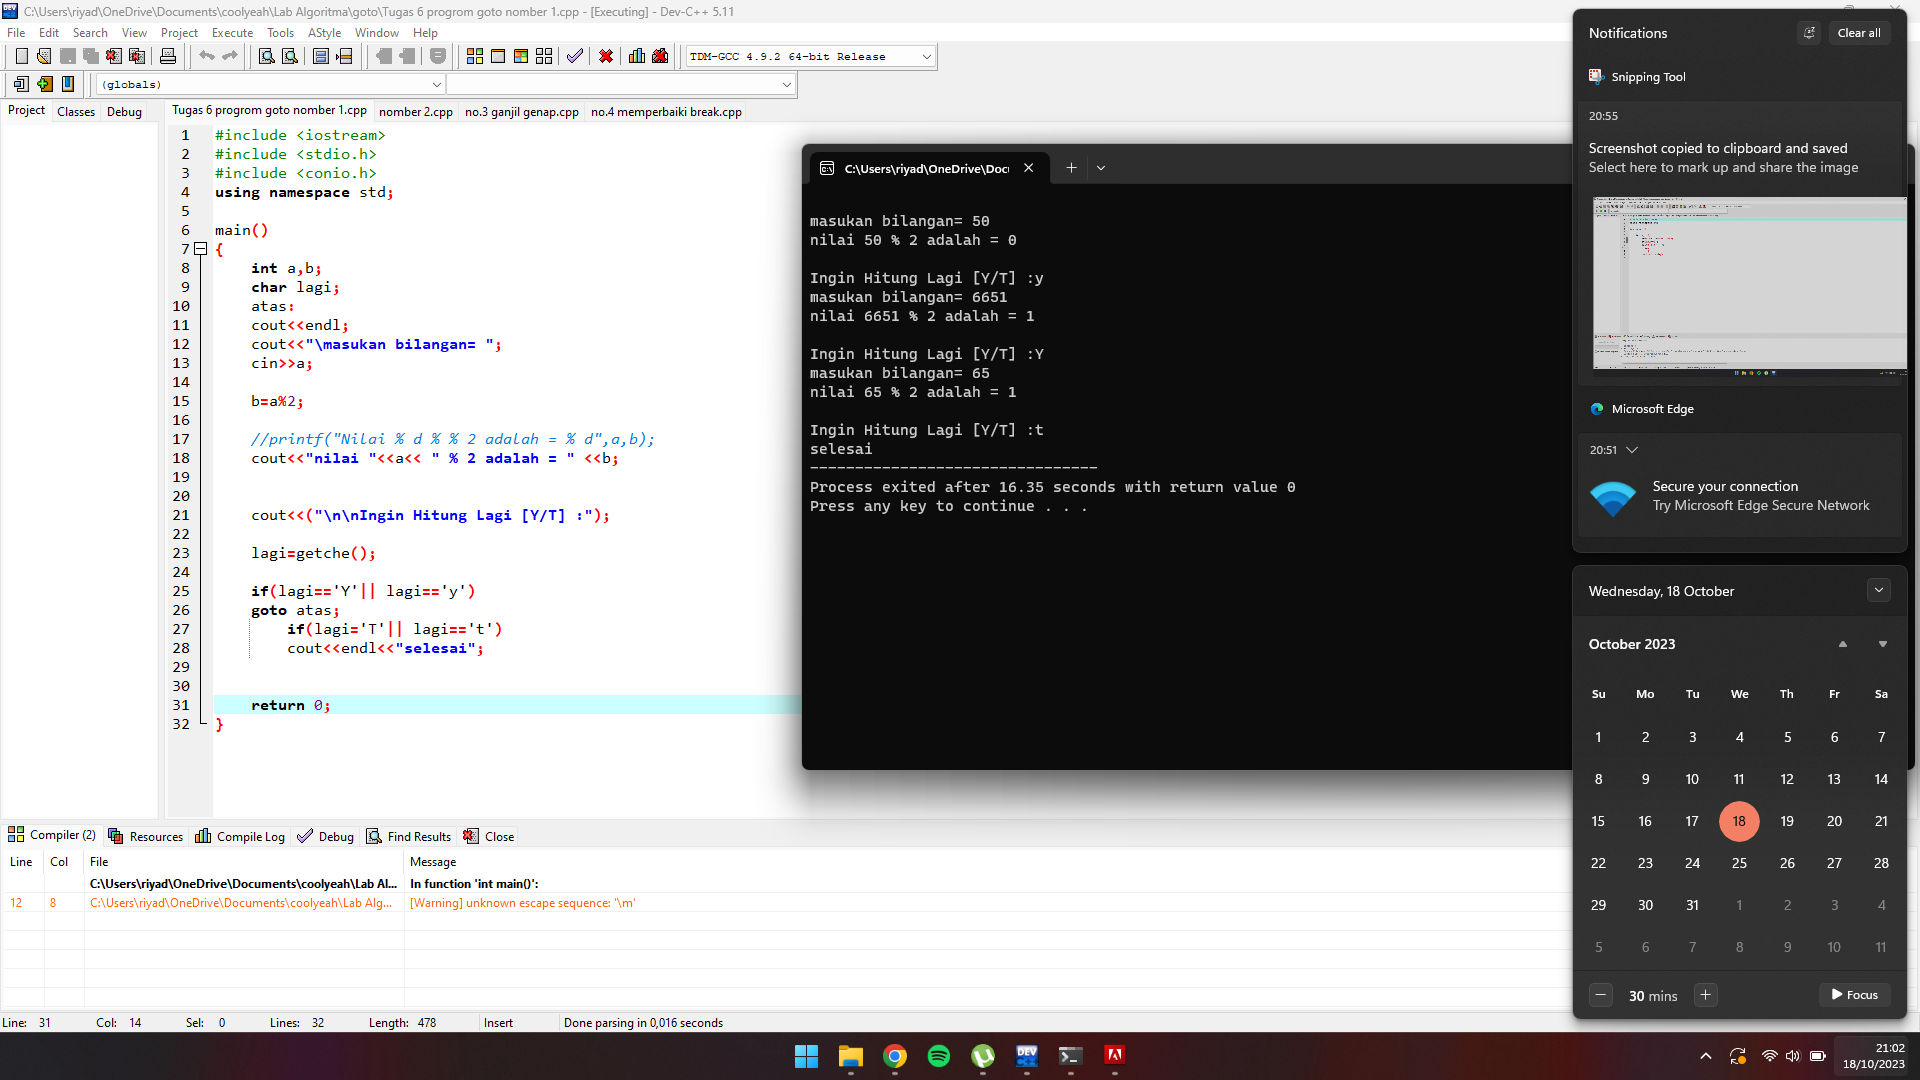 C:\Users\riyad\OneDrive\Documents\coolyeah\Lab Algoritma\goto\Tugas 6 progrom goto nomber 1.cpp - [Executing] - Dev-C++ 5.11
File Edit Search View Project Execute Tools AStyle Window Help
TDM-GCC 4.9.2 64-bit Release
(globals)
Project Classes Debug
Tugas 6 progrom goto nomber 1.cpp nomber 2.cpp no.3 ganjil genap.cpp no.4 memperbaiki break.cpp
1 #include <iostream>
2 #include <stdio.h>
3 #include <conio.h>
4 using namespace std;
5
6 main()
7 {
8 int a,b;
9 char lagi;
10 atas:
11 cout<<endl;
12 cout<<"\masukan bilangan= ";
13 cin>>a;
14
15 b=a%2;
16
17 //printf("Nilai % d % % 2 adalah = % d",a,b);
18 cout<<"nilai "<<a<< " % 2 adalah = " <<b;
19
20
21 cout<<("\n\nIngin Hitung Lagi [Y/T] :");
22
23 lagi=getche();
24
25 if(lagi=='Y'|| lagi=='y')
26 goto atas;
27 if(lagi='T'|| lagi=='t')
28 cout<<endl<<"selesai";
29
30
31 return 0;
32 }
C:\Users\riyad\OneDrive\Doc
masukan bilangan= 50
nilai 50 % 2 adalah = 0
Ingin Hitung Lagi [Y/T] :y
masukan bilangan= 6651
nilai 6651 % 2 adalah = 1
Ingin Hitung Lagi [Y/T] :Y
masukan bilangan= 65
nilai 65 % 2 adalah = 1
Ingin Hitung Lagi [Y/T] :t
selesai
--------------------------------
Process exited after 16.35 seconds with return value 0
Press any key to continue . . .
Notifications Clear all
Snipping Tool
20:55
Screenshot copied to clipboard and saved
Select here to mark up and share the image
Microsoft Edge
20:51
Secure your connection
Try Microsoft Edge Secure Network
Wednesday, 18 October
October 2023
Su Mo Tu We Th Fr Sa
1 2 3 4 5 6 7
8 9 10 11 12 13 14
15 16 17 18 19 20 21
22 23 24 25 26 27 28
29 30 31 1 2 3 4
5 6 7 8 9 10 11
30 mins Focus
Compiler (2) Resources Compile Log Debug Find Results Close
Line Col File Message
C:\Users\riyad\OneDrive\Documents\coolyeah\Lab Al... In function 'int main()':
12 8 C:\Users\riyad\OneDrive\Documents\coolyeah\Lab Alg... [Warning] unknown escape sequence: '\m'
Line: 31 Col: 14 Sel: 0 Lines: 32 Length: 478 Insert Done parsing in 0,016 seconds
DEV
21:02
18/10/2023